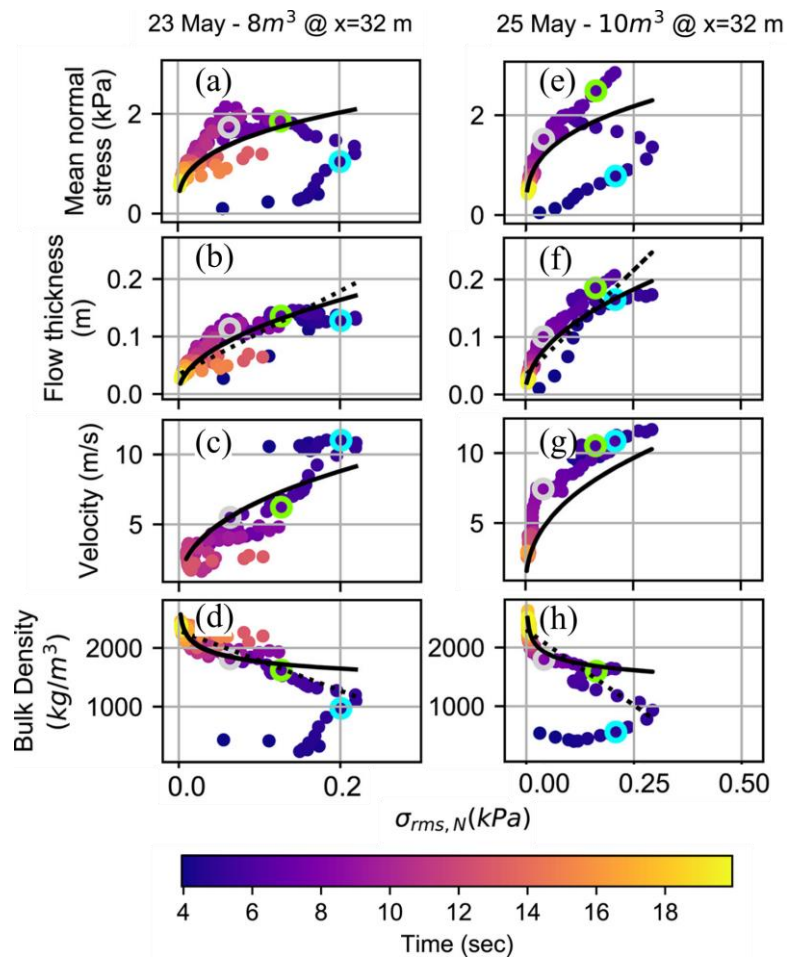 23 May - 8m³ @ x=32 m
25 May - 10m³ @ x=32 m
(a)
(e)
Mean normal
stress (kPa)
2
0
2
0
(b)
(f)
Flow thickness
(m)
0.2
0.1
0.0
0.2
0.1
0.0
(c)
(g)
Velocity (m/s)
10
5
10
5
(d)
(h)
Bulk Density
(kg/m³)
2000
1000
2000
1000
0.0 0.2
0.00 0.25 0.50
σrms,N(kPa)
4 6 8 10 12 14 16 18
Time (sec)